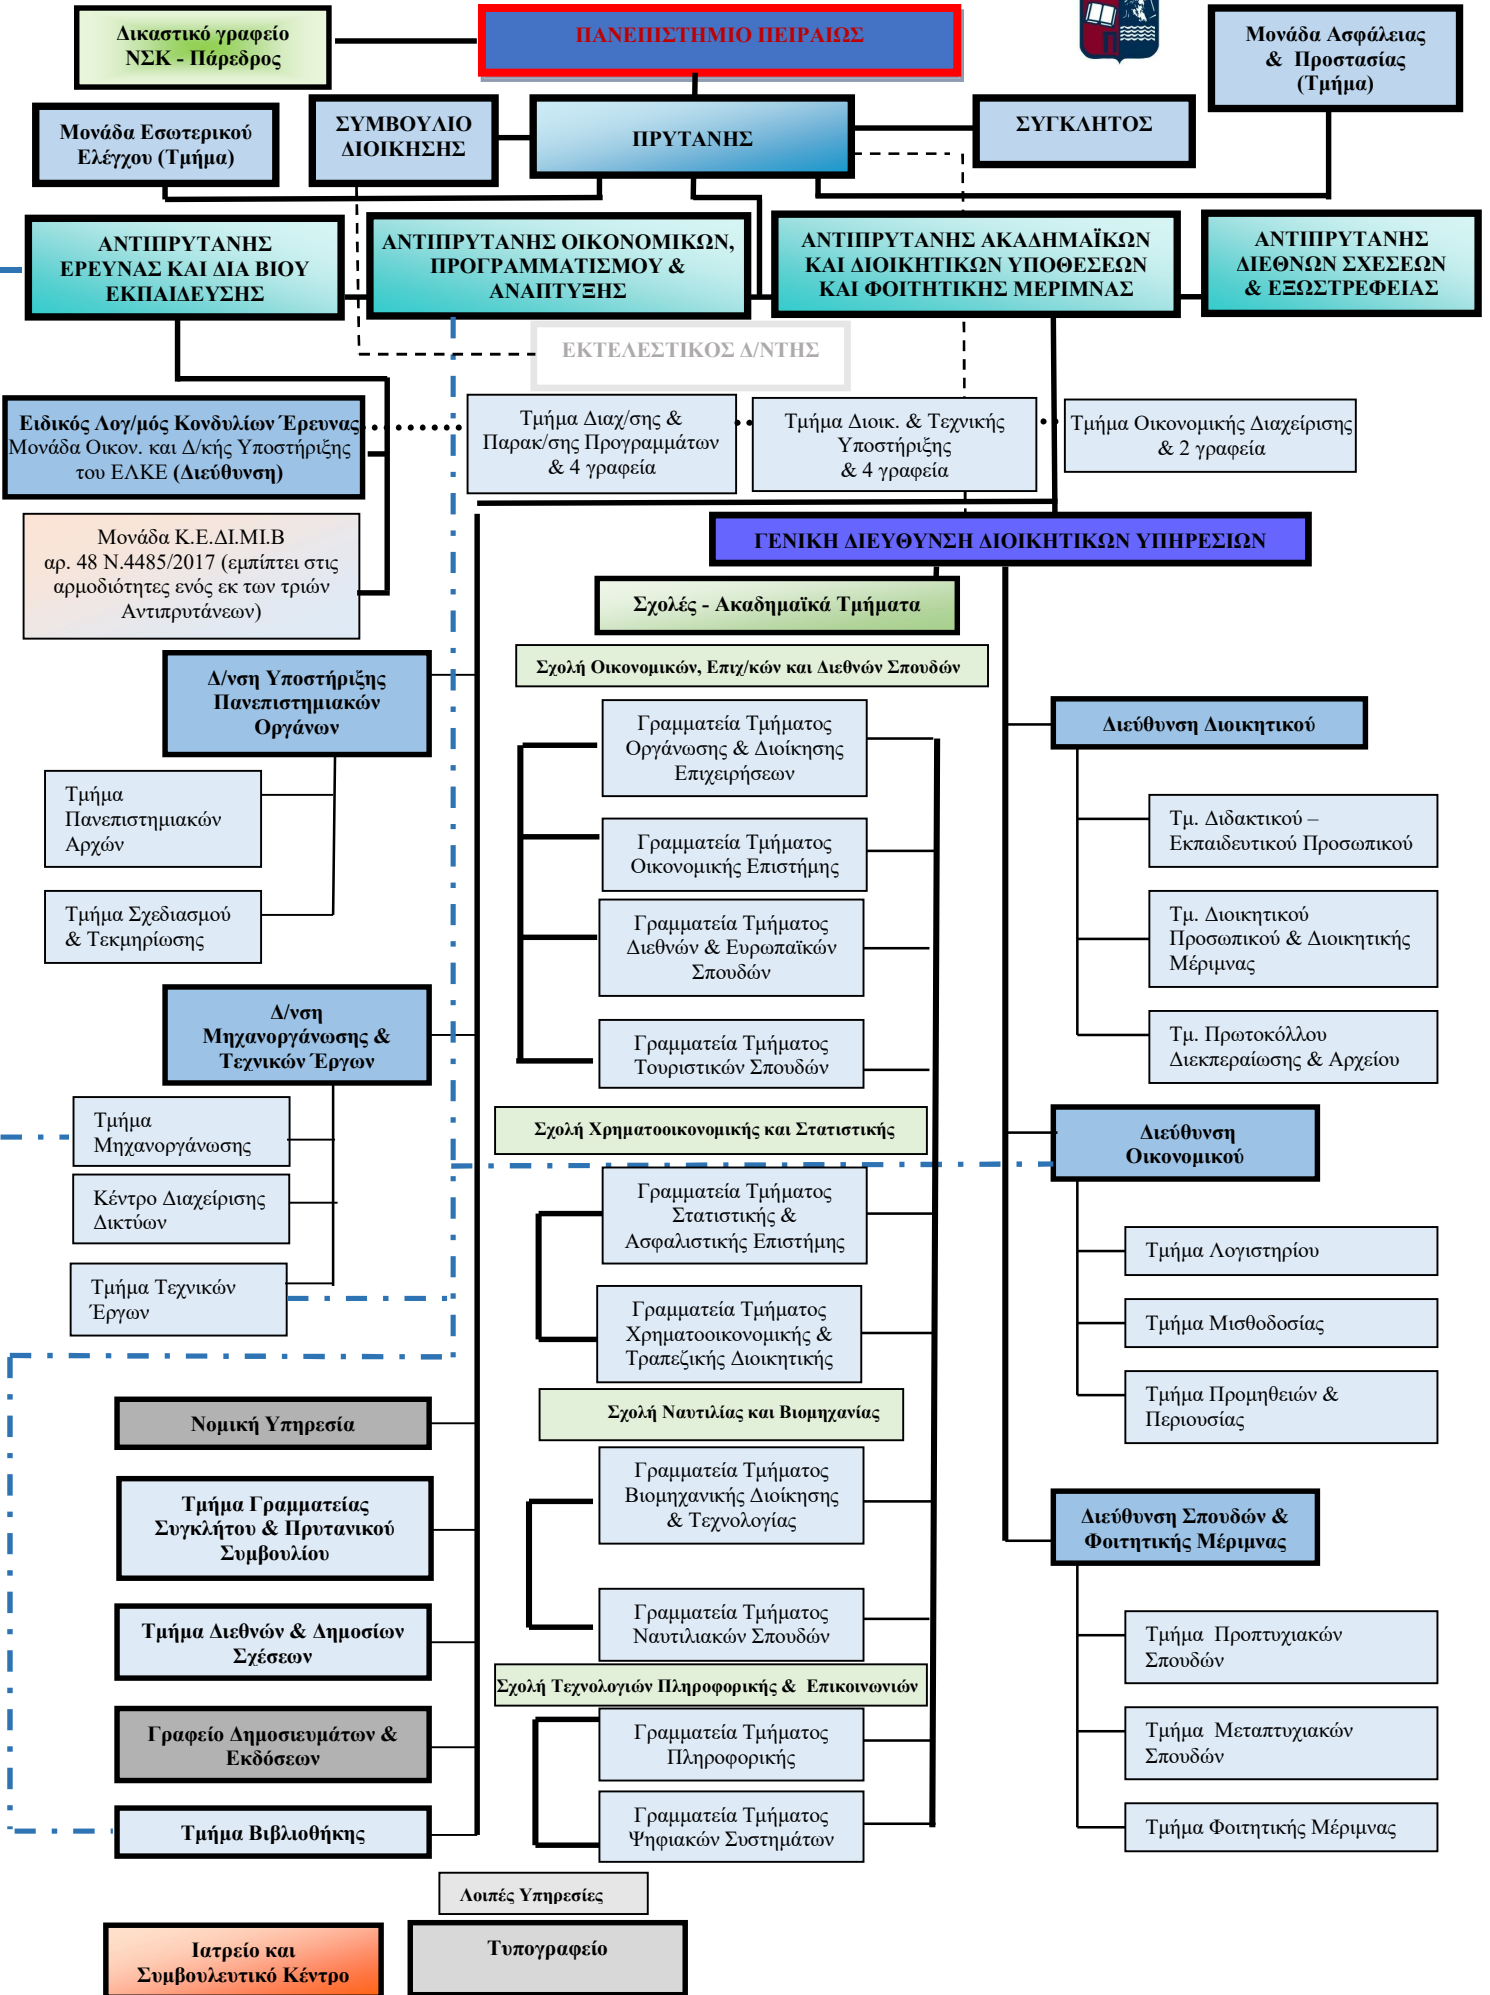 Δικαστικό γραφείο
ΝΣΚ - Πάρεδρος
ΠΑΝΕΠΙΣΤΗΜΙΟ ΠΕΙΡΑΙΩΣ
Μονάδα Ασφάλειας
& Προστασίας
(Τμήμα)
Μονάδα Εσωτερικού
Ελέγχου (Τμήμα)
ΣΥΜΒΟΥΛΙΟ
ΔΙΟΙΚΗΣΗΣ
ΠΡΥΤΑΝΗΣ
ΣΥΓΚΛΗΤΟΣ
ΑΝΤΙΠΡΥΤΑΝΗΣ
ΕΡΕΥΝΑΣ ΚΑΙ ΔΙΑ ΒΙΟΥ
ΕΚΠΑΙΔΕΥΣΗΣ
ΑΝΤΙΠΡΥΤΑΝΗΣ ΟΙΚΟΝΟΜΙΚΩΝ,
ΠΡΟΓΡΑΜΜΑΤΙΣΜΟΥ &
ΑΝΑΠΤΥΞΗΣ
ΑΝΤΙΠΡΥΤΑΝΗΣ ΑΚΑΔΗΜΑΪΚΩΝ
ΚΑΙ ΔΙΟΙΚΗΤΙΚΩΝ ΥΠΟΘΕΣΕΩΝ
ΚΑΙ ΦΟΙΤΗΤΙΚΗΣ ΜΕΡΙΜΝΑΣ
ΑΝΤΙΠΡΥΤΑΝΗΣ
ΔΙΕΘΝΩΝ ΣΧΕΣΕΩΝ
& ΕΞΩΣΤΡΕΦΕΙΑΣ
ΕΚΤΕΛΕΣΤΙΚΟΣ Δ/ΝΤΗΣ
Ειδικός Λογ/μός Κονδυλίων Έρευνας
Μονάδα Οικον. και Δ/κής Υποστήριξης
του ΕΛΚΕ (Διεύθυνση)
Τμήμα Διαχ/σης &
Παρακ/σης Προγραμμάτων
& 4 γραφεία
Τμήμα Διοικ. & Τεχνικής
Υποστήριξης
& 4 γραφεία
Τμήμα Οικονομικής Διαχείρισης
& 2 γραφεία
Μονάδα Κ.Ε.ΔΙ.ΜΙ.Β
αρ. 48 Ν.4485/2017 (εμπίπτει στις
αρμοδιότητες ενός εκ των τριών
Αντιπρυτάνεων)
ΓΕΝΙΚΗ ΔΙΕΥΘΥΝΣΗ ΔΙΟΙΚΗΤΙΚΩΝ ΥΠΗΡΕΣΙΩΝ
Σχολές - Ακαδημαϊκά Τμήματα
Δ/νση Υποστήριξης
Πανεπιστημιακών
Οργάνων
Τμήμα
Πανεπιστημιακών
Αρχών
Τμήμα Σχεδιασμού
& Τεκμηρίωσης
Δ/νση
Μηχανοργάνωσης &
Τεχνικών Έργων
Τμήμα
Μηχανοργάνωσης
Κέντρο Διαχείρισης
Δικτύων
Τμήμα Τεχνικών
Έργων
Νομική Υπηρεσία
Τμήμα Γραμματείας
Συγκλήτου & Πρυτανικού
Συμβουλίου
Τμήμα Διεθνών & Δημοσίων
Σχέσεων
Γραφείο Δημοσιευμάτων &
Εκδόσεων
Τμήμα Βιβλιοθήκης
Σχολή Οικονομικών, Επιχ/κών και Διεθνών Σπουδών
Γραμματεία Τμήματος
Οργάνωσης & Διοίκησης
Επιχειρήσεων
Γραμματεία Τμήματος
Οικονομικής Επιστήμης
Γραμματεία Τμήματος
Διεθνών & Ευρωπαϊκών
Σπουδών
Γραμματεία Τμήματος
Τουριστικών Σπουδών
Σχολή Χρηματοοικονομικής και Στατιστικής
Γραμματεία Τμήματος
Στατιστικής &
Ασφαλιστικής Επιστήμης
Γραμματεία Τμήματος
Χρηματοοικονομικής &
Τραπεζικής Διοικητικής
Σχολή Ναυτιλίας και Βιομηχανίας
Γραμματεία Τμήματος
Βιομηχανικής Διοίκησης
& Τεχνολογίας
Γραμματεία Τμήματος
Ναυτιλιακών Σπουδών
Σχολή Τεχνολογιών Πληροφορικής & Επικοινωνιών
Γραμματεία Τμήματος
Πληροφορικής
Γραμματεία Τμήματος
Ψηφιακών Συστημάτων
Διεύθυνση Διοικητικού
Τμ. Διδακτικού –
Εκπαιδευτικού Προσωπικού
Τμ. Διοικητικού
Προσωπικού & Διοικητικής
Μέριμνας
Τμ. Πρωτοκόλλου
Διεκπεραίωσης & Αρχείου
Διεύθυνση
Οικονομικού
Τμήμα Λογιστηρίου
Τμήμα Μισθοδοσίας
Τμήμα Προμηθειών &
Περιουσίας
Διεύθυνση Σπουδών &
Φοιτητικής Μέριμνας
Τμήμα Προπτυχιακών
Σπουδών
Τμήμα Μεταπτυχιακών
Σπουδών
Τμήμα Φοιτητικής Μέριμνας
Λοιπές Υπηρεσίες
Ιατρείο και
Συμβουλευτικό Κέντρο
Τυπογραφείο